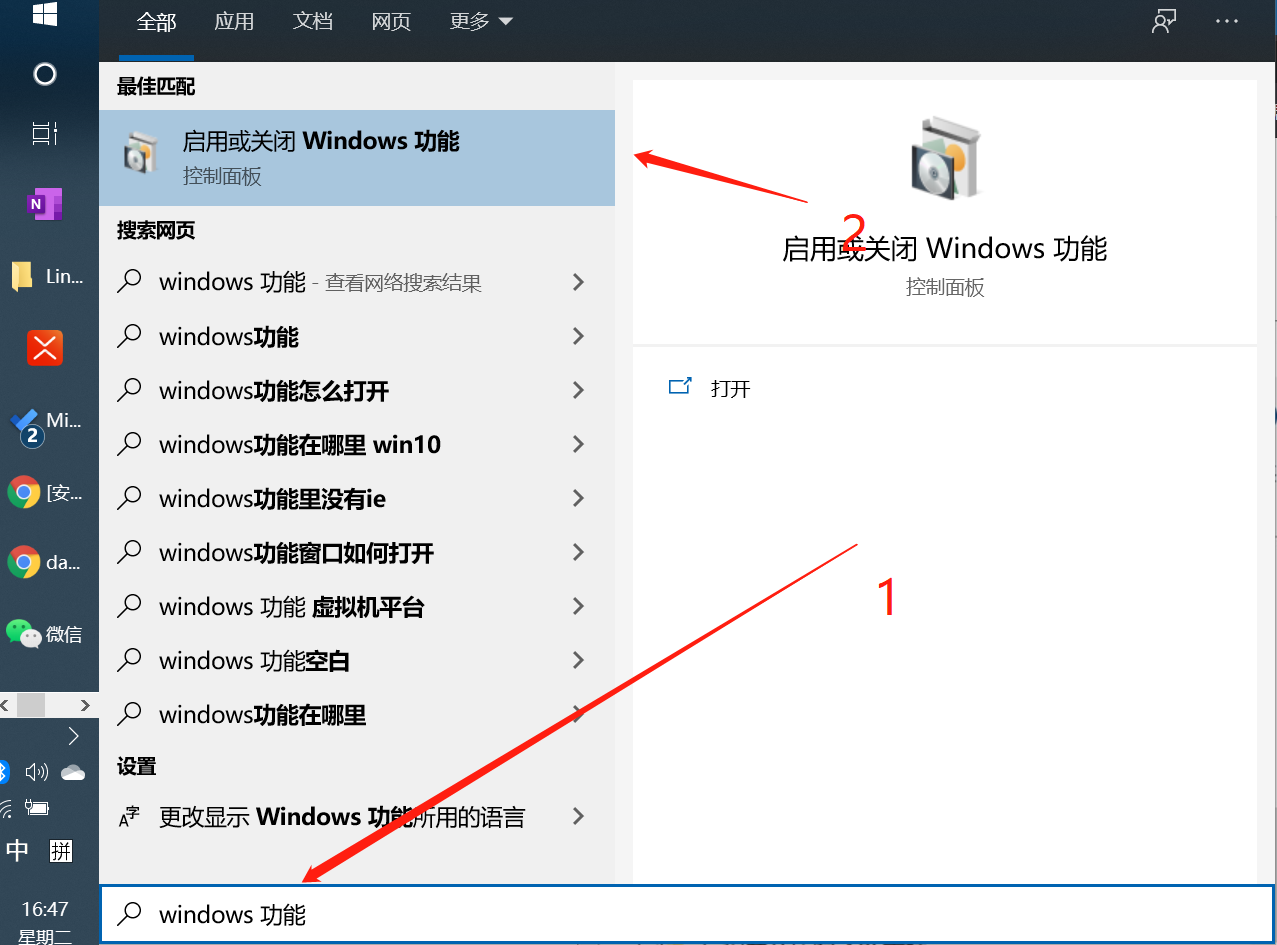 全部 应用 文档 网页 更多
最佳匹配
启用或关闭 Windows 功能
控制面板
搜索网页
windows 功能 - 查看网络搜索结果
windows功能
windows功能怎么打开
windows功能在哪里 win10
windows功能里没有ie
windows功能窗口如何打开
windows 功能 虚拟机平台
windows 功能空白
windows功能在哪里
设置
更改显示 Windows 功能所用的语言
windows 功能
2
启用或关闭 Windows 功能
控制面板
打开
1
N
Lin...
Mi...
2
[安...
da...
微信
中 拼
16:47
星期二